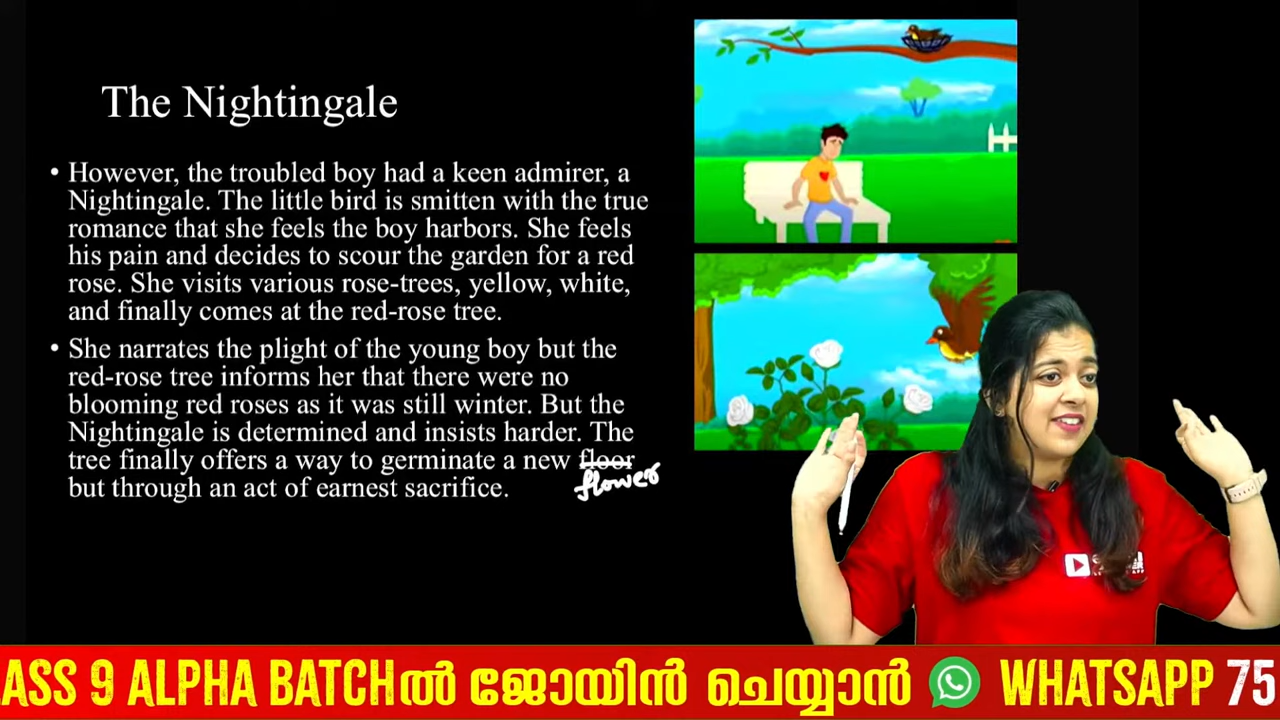 The Nightingale
• However, the troubled boy had a keen admirer, a
Nightingale. The little bird is smitten with the true
romance that she feels the boy harbors. She feels
his pain and decides to scour the garden for a red
rose. She visits various rose-trees, yellow, white,
and finally comes at the red-rose tree.
• She narrates the plight of the young boy but the
red-rose tree informs her that there were no
blooming red roses as it was still winter. But the
Nightingale is determined and insists harder. The
tree finally offers a way to germinate a new floor
flower
but through an act of earnest sacrifice.
ASS 9 ALPHA BATCHൽ ജോയിൻ ചെയ്യാൻ WHATSAPP 75